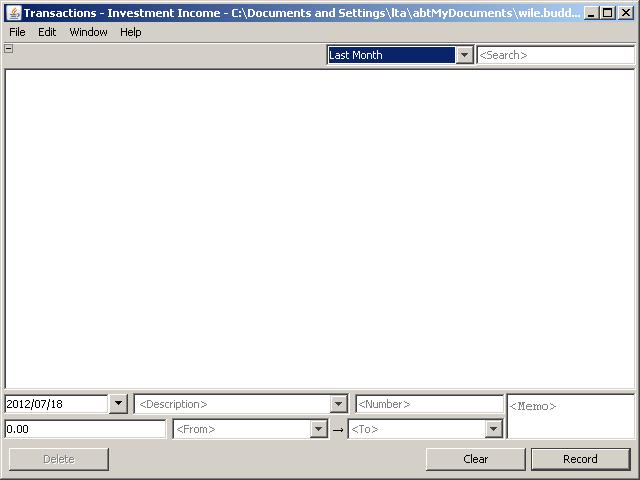 Transactions - Investment Income - C:\Documents and Settings\lta\abtMyDocuments\wile.budd...
File Edit Window Help
Last Month <Search>
2012/07/18 <Description> <Number> <Memo>
0.00 <From> → <To>
Delete Clear Record